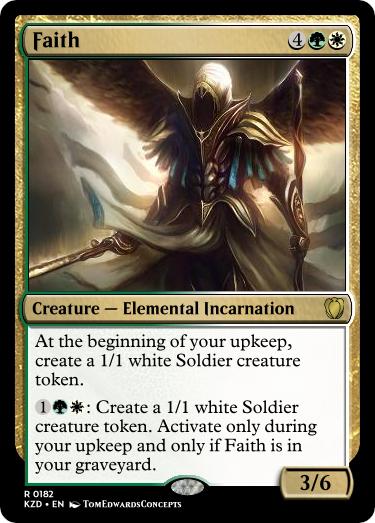 Faith 4
Creature — Elemental Incarnation
At the beginning of your upkeep,
create a 1/1 white Soldier creature
token.
1: Create a 1/1 white Soldier
creature token. Activate only during
your upkeep and only if Faith is in
your graveyard.
3/6
R 0182
KZD • EN TomEdwardsConcepts